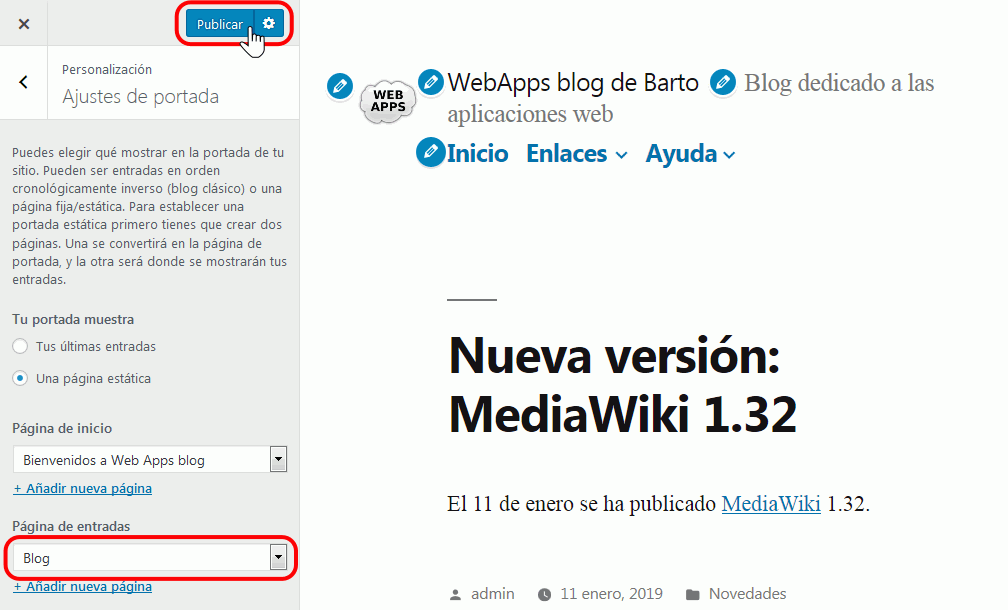 Publicar
Personalización
Ajustes de portada
Puedes elegir qué mostrar en la portada de tu
sitio. Pueden ser entradas en orden
cronológicamente inverso (blog clásico) o una
página fija/estática. Para establecer una
portada estática primero tienes que crear dos
páginas. Una se convertirá en la página de
portada, y la otra será donde se mostrarán tus
entradas.
Tu portada muestra
Tus últimas entradas
Una página estática
Página de inicio
Bienvenidos a Web Apps blog
+ Añadir nueva página
Página de entradas
Blog
+ Añadir nueva página
WEB
APPS
WebApps blog de Barto
Blog dedicado a las
aplicaciones web
Inicio Enlaces Ayuda
Nueva versión:
MediaWiki 1.32
El 11 de enero se ha publicado MediaWiki 1.32.
admin 11 enero, 2019 Novedades